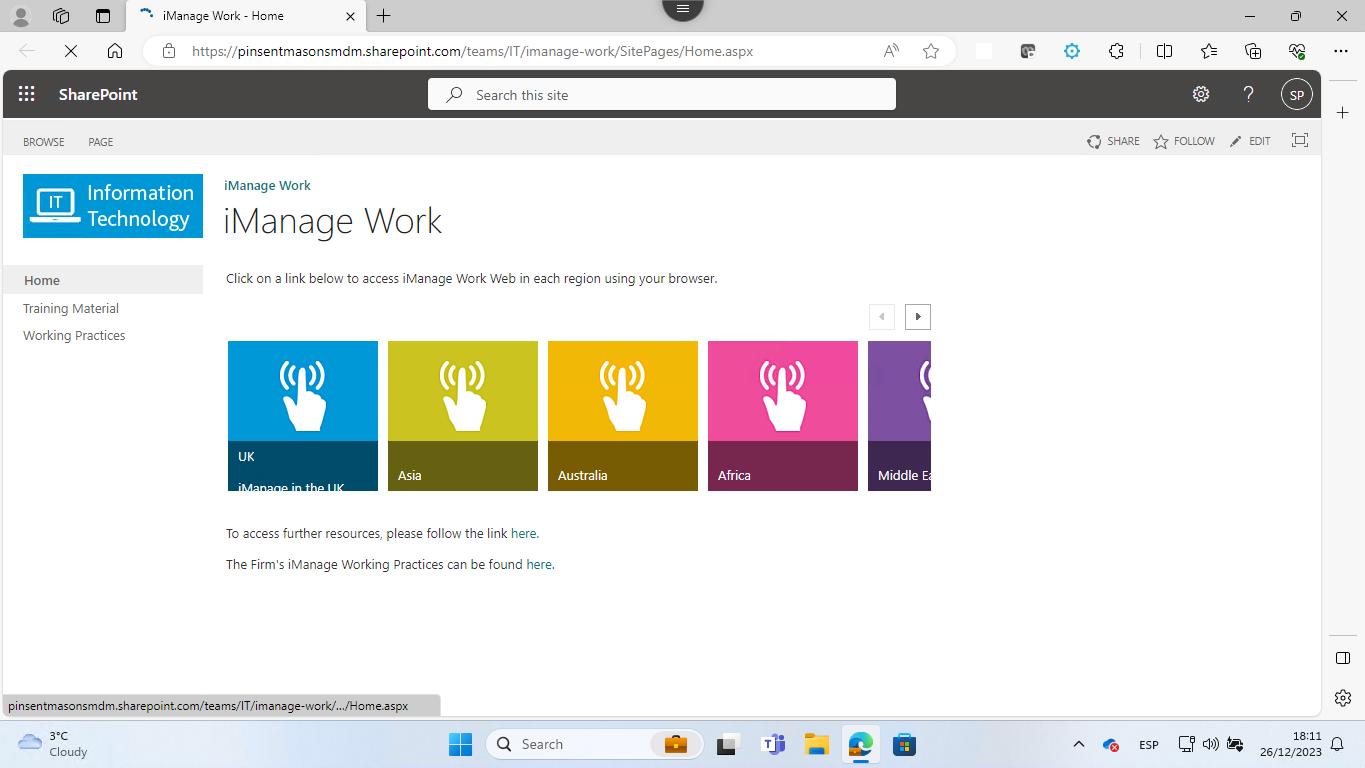 iManage Work - Home
https://pinsentmasonsmdm.sharepoint.com/teams/IT/imanage-work/SitePages/Home.aspx
SharePoint
Search this site
SP
BROWSE
PAGE
SHARE
FOLLOW
EDIT
IT
Information
Technology
iManage Work
iManage Work
Home
Training Material
Working Practices
Click on a link below to access iManage Work Web in each region using your browser.
UK
iManage in the UK
Asia
Australia
Africa
Middle Ea
To access further resources, please follow the link here.
The Firm's iManage Working Practices can be found here.
pinsentmasonsmdm.sharepoint.com/teams/IT/imanage-work/.../Home.aspx
3°C
Cloudy
Search
ESP
18:11
26/12/2023